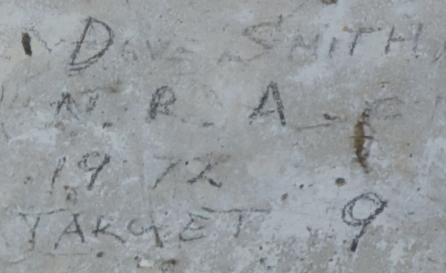 Dave Smith
N. R. A.
1972
TARGET 9